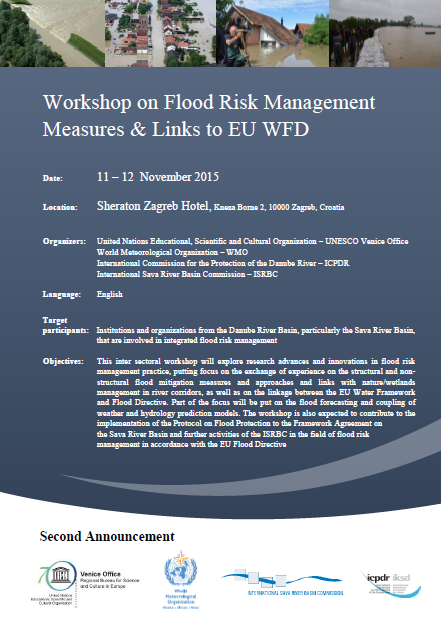 Workshop on Flood Risk Management
Measures & Links to EU WFD
Date: 11 – 12 November 2015
Location: Sheraton Zagreb Hotel, Kneza Borne 2, 10000 Zagreb, Croatia
Organizers: United Nations Educational, Scientific and Cultural Organization – UNESCO Venice Office
World Meteorological Organization – WMO
International Commission for the Protection of the Danube River – ICPDR
International Sava River Basin Commission – ISRBC
Language: English
Target
participants: Institutions and organizations from the Danube River Basin, particularly the Sava River Basin,
that are involved in integrated flood risk management
Objectives: This inter sectoral workshop will explore research advances and innovations in flood risk
management practice, putting focus on the exchange of experience on the structural and non-
structural flood mitigation measures and approaches and links with nature/wetlands
management in river corridors, as well as on the linkage between the EU Water Framework
and Flood Directive. Part of the focus will be put on the flood forecasting and coupling of
weather and hydrology prediction models. The workshop is also expected to contribute to the
implementation of the Protocol on Flood Protection to the Framework Agreement on
the Sava River Basin and further activities of the ISRBC in the field of flood risk
management in accordance with the EU Flood Directive
Second Announcement
70
United Nations
Educational, Scientific and
Cultural Organization
Venice Office
Regional Bureau for Science
and Culture in Europe
World
Meteorological
Organization
INTERNATIONAL SAVA RIVER BASIN COMMISSION
icpdr iksd